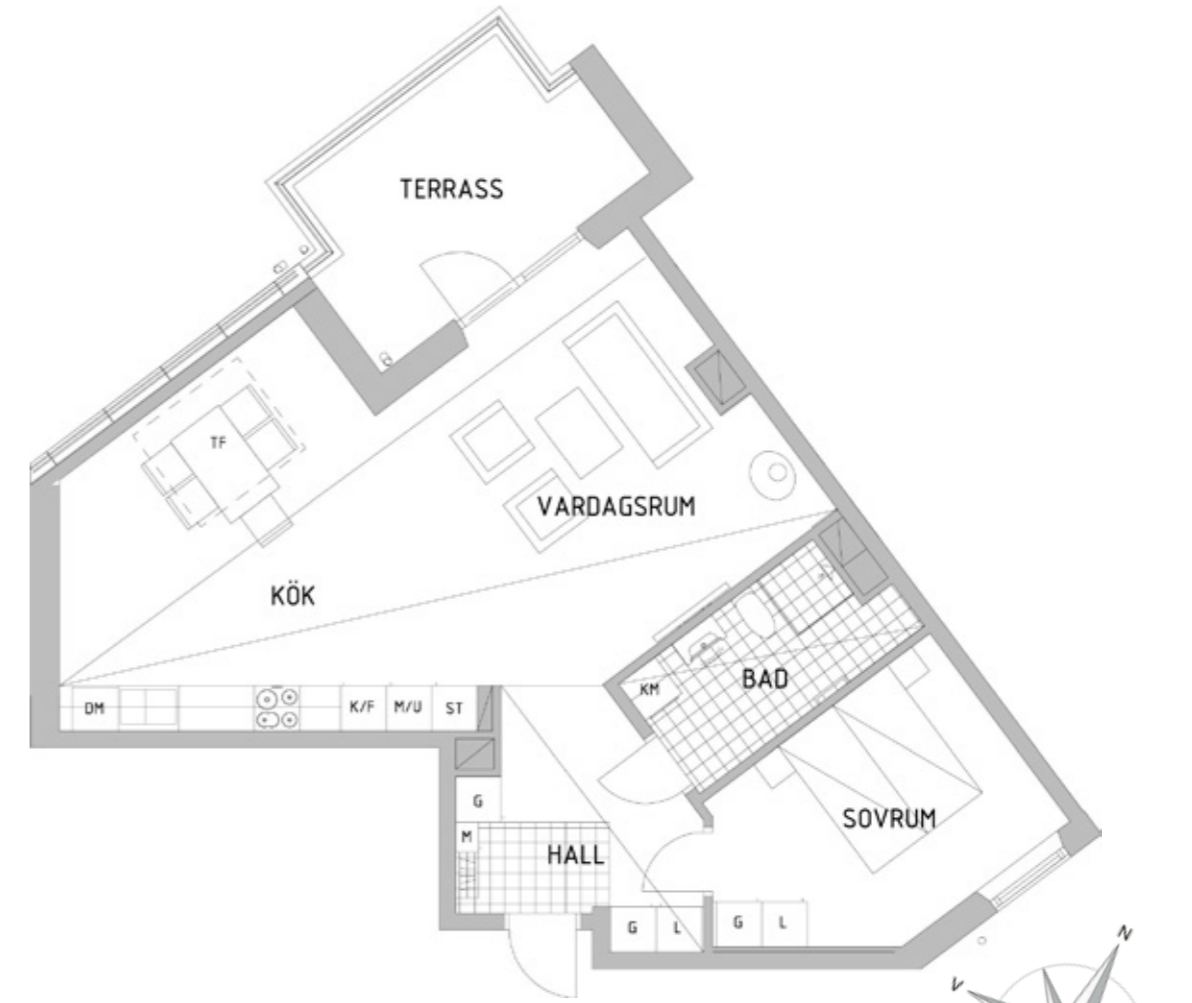 TERRASS
TF
VARDAGSRUM
KÖK
KM
BAD
DM
K/F
M/U
ST
G
M
HALL
SOVRUM
G
L
G
L
N
V